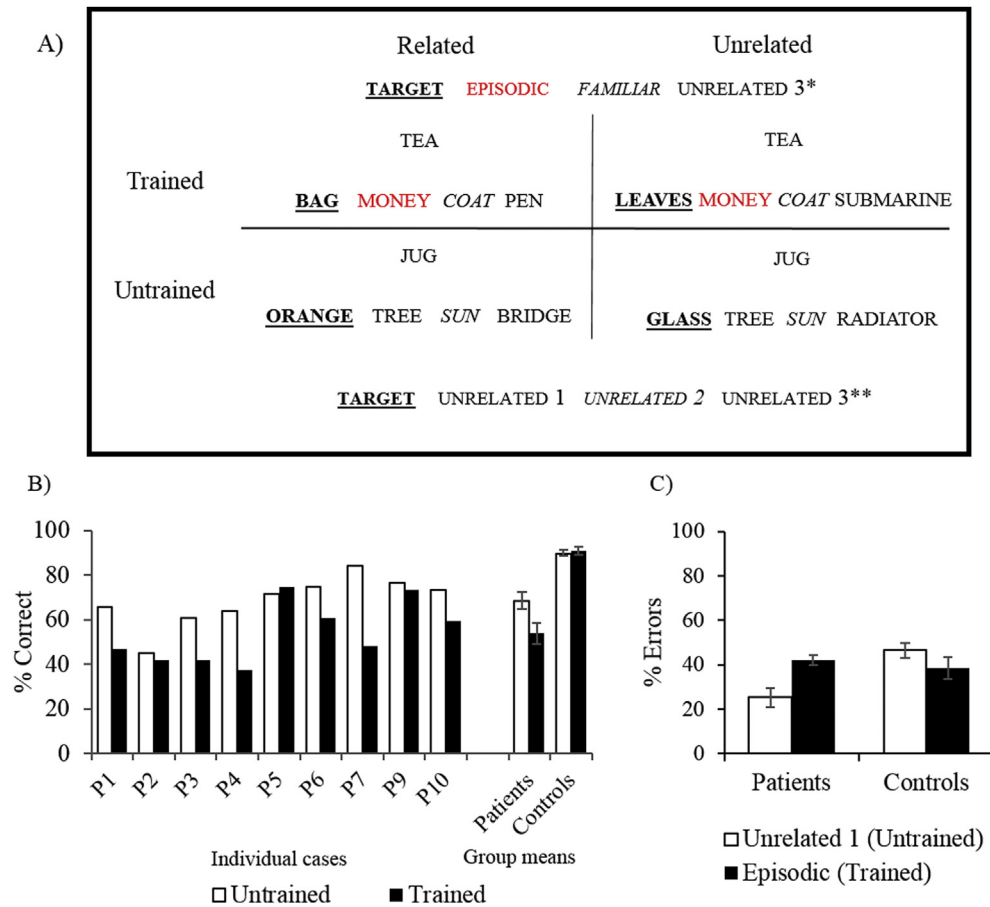 A)
Related Unrelated
TARGET EPISODIC FAMILIAR UNRELATED 3*
TEA TEA
Trained
BAG MONEY COAT PEN LEAVES MONEY COAT SUBMARINE
JUG JUG
Untrained
ORANGE TREE SUN BRIDGE GLASS TREE SUN RADIATOR
TARGET UNRELATED 1 UNRELATED 2 UNRELATED 3**
B)
% Correct
100
80
60
40
20
0
P1 P2 P3 P4 P5 P6 P7 P9 P10 Patients Controls
Individual cases Group means
Untrained Trained
C)
% Errors
100
80
60
40
20
0
Patients Controls
Unrelated 1 (Untrained)
Episodic (Trained)